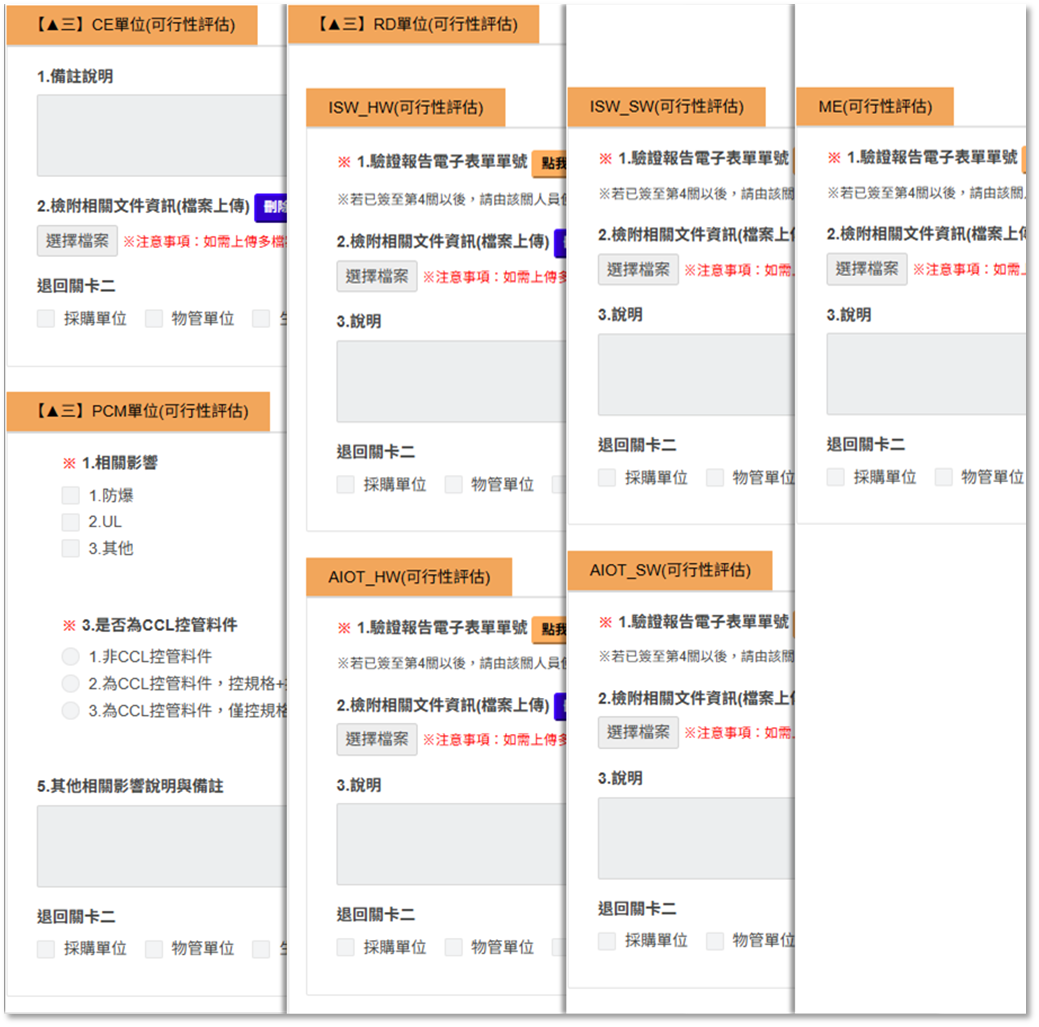 【▲三】CE單位(可行性評估)
1.備註說明
2.檢附相關文件資訊(檔案上傳) 刪除
選擇檔案 ※注意事項：如需上傳多檔
退回關卡二
採購單位 物管單位
【▲三】PCM單位(可行性評估)
※ 1.相關影響
1.防爆
2.UL
3.其他
※ 3.是否為CCL控管料件
1.非CCL控管料件
2.為CCL控管料件，控規格+
3.為CCL控管料件，僅控規格
5.其他相關影響說明與備註
退回關卡二
採購單位 物管單位
【▲三】RD單位(可行性評估)
ISW_HW(可行性評估)
※ 1.驗證報告電子表單單號 點我
※若已簽至第4關以後，請由該關人員
2.檢附相關文件資訊(檔案上傳)
選擇檔案 ※注意事項：如需上傳多
3.說明
退回關卡二
採購單位 物管單位
AIOT_HW(可行性評估)
※ 1.驗證報告電子表單單號 點我
※若已簽至第4關以後，請由該關人員
2.檢附相關文件資訊(檔案上傳)
選擇檔案 ※注意事項：如需上傳多
3.說明
退回關卡二
採購單位 物管單位
ISW_SW(可行性評估)
※ 1.驗證報告電子表單單號
※若已簽至第4關以後，請由該關
2.檢附相關文件資訊(檔案上傳
選擇檔案 ※注意事項：如需
3.說明
退回關卡二
採購單位 物管單位
AIOT_SW(可行性評估)
※ 1.驗證報告電子表單單號
※若已簽至第4關以後，請由該關
2.檢附相關文件資訊(檔案上傳
選擇檔案 ※注意事項：如需
3.說明
退回關卡二
採購單位 物管單位
ME(可行性評估)
※ 1.驗證報告電子表單單號
※若已簽至第4關以後，請由該關
2.檢附相關文件資訊(檔案上傳
選擇檔案 ※注意事項：如需
3.說明
退回關卡二
採購單位 物管單位